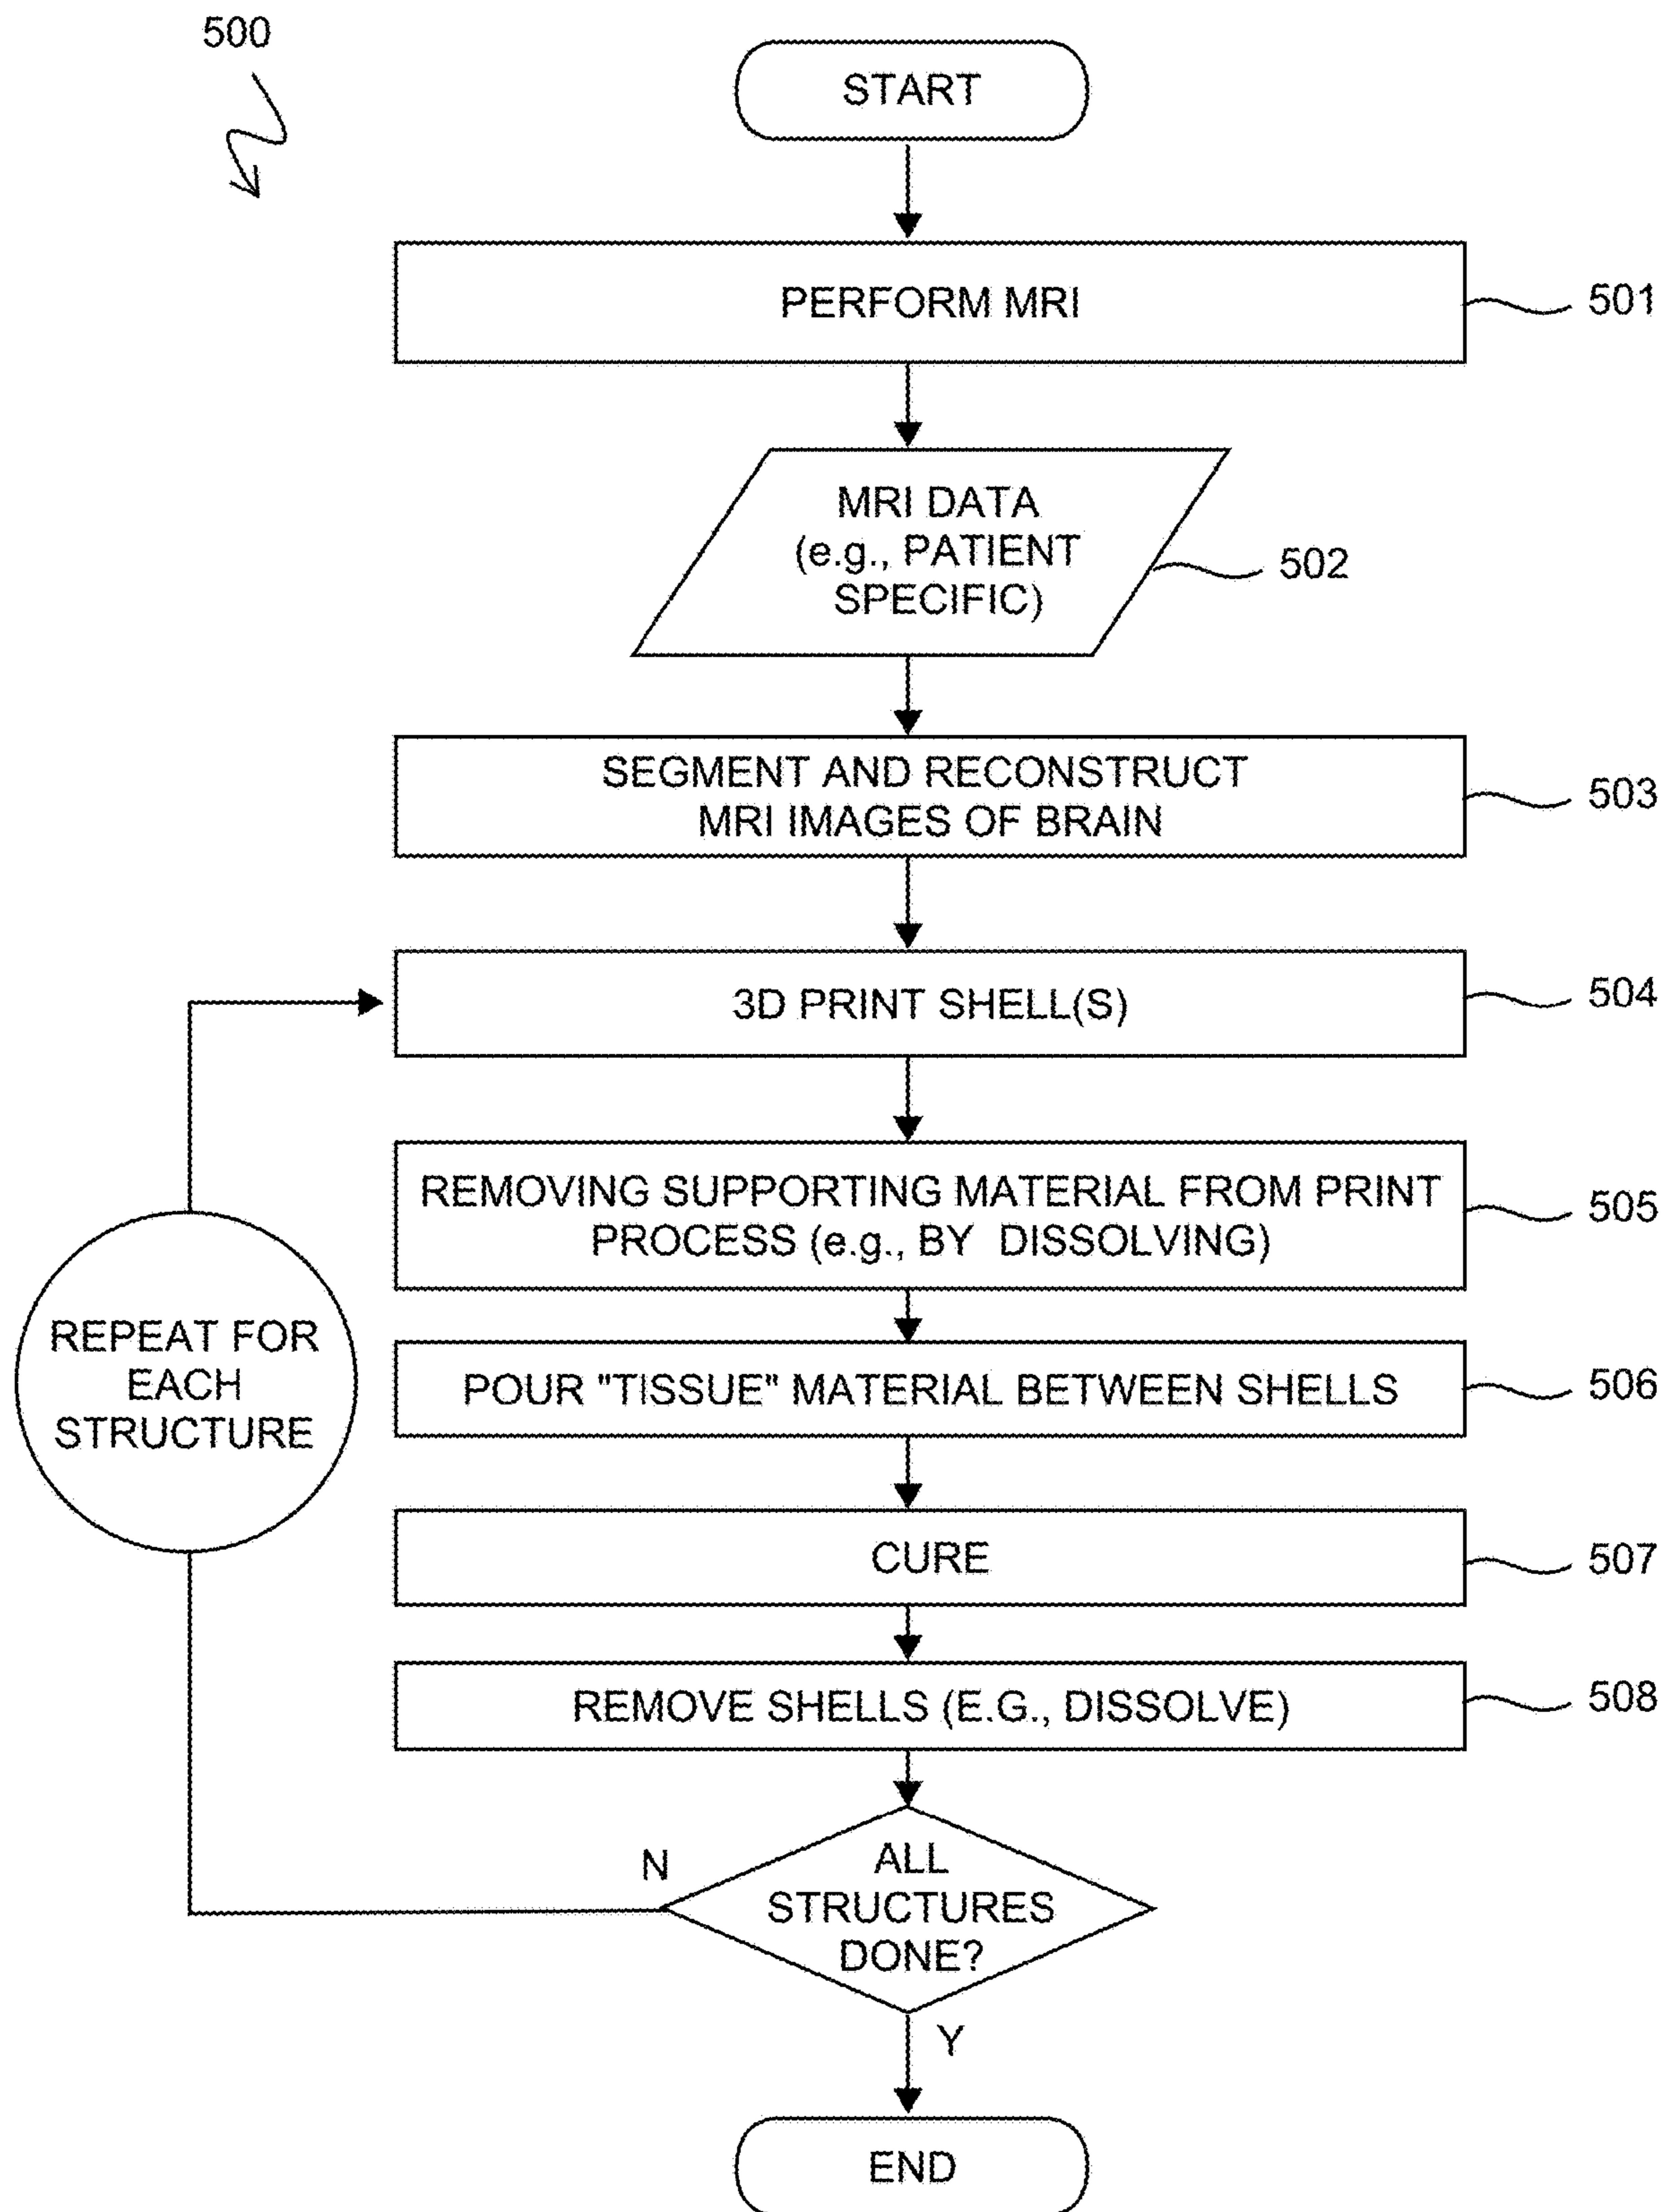 500
START
PERFORM MRI
501
MRI DATA
(e.g., PATIENT
SPECIFIC)
502
SEGMENT AND RECONSTRUCT
MRI IMAGES OF BRAIN
503
3D PRINT SHELL(S)
504
REMOVING SUPPORTING MATERIAL FROM PRINT
PROCESS (e.g., BY DISSOLVING)
505
REPEAT FOR
EACH
STRUCTURE
POUR "TISSUE" MATERIAL BETWEEN SHELLS
506
CURE
507
REMOVE SHELLS (E.G., DISSOLVE)
508
N
ALL
STRUCTURES
DONE?
Y
END